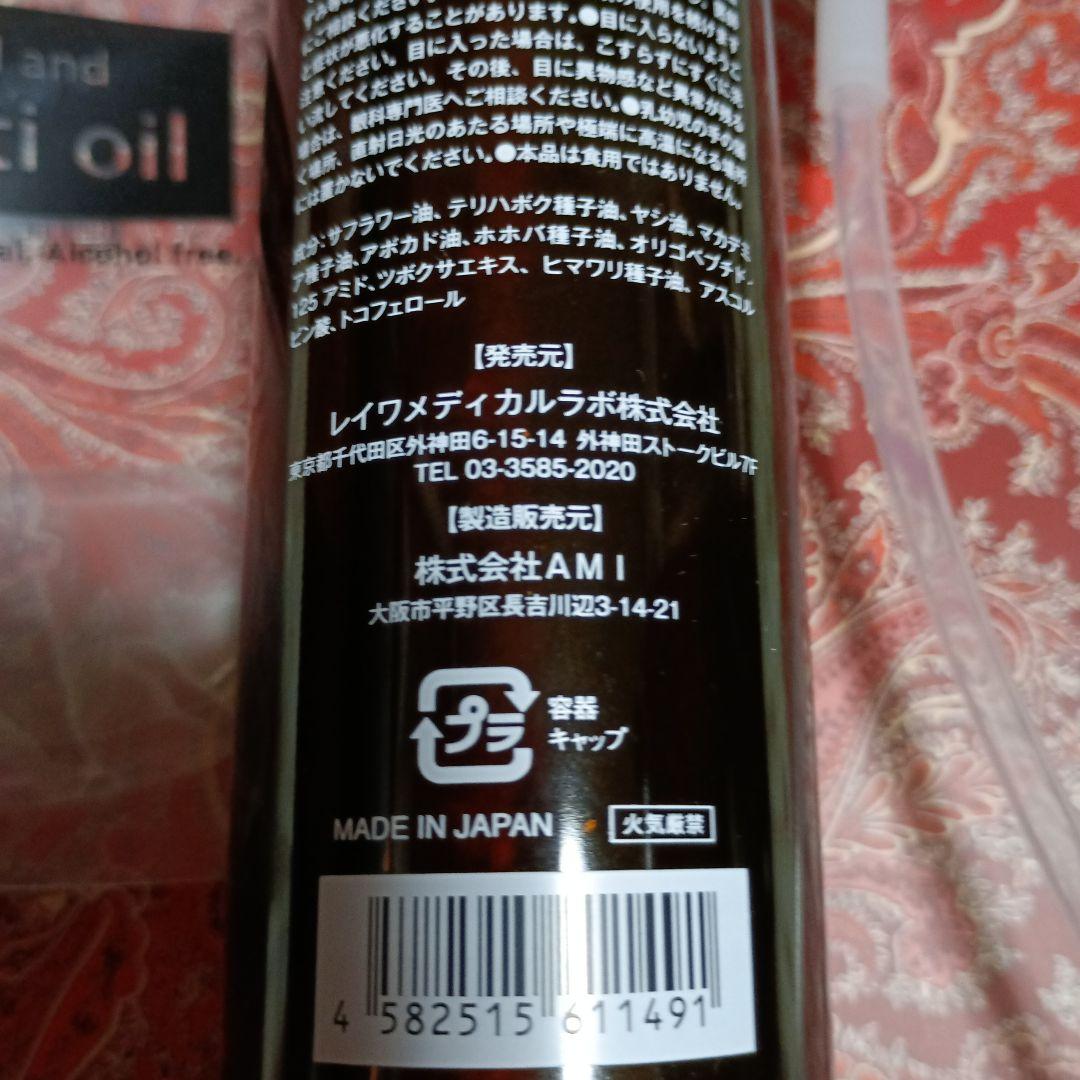 and
ti oil
Alcohol free.
ご相談ください。
症状が悪化することがあります。●目に入らないよう
注意ください。目に入った場合は、こすらずにすぐに洗
い流してください。その後、目に異物感など異常が残る
場合は、眼科専門医へご相談ください。●乳幼児の手の届
く場所、直射日光のあたる場所や極端に高温になる場所
には置かないでください。●本品は食用ではありません。
成分：サフラワー油、テリハボク種子油、ヤシ油、マカデミ
ア種子油、アボカド油、ホホバ種子油、オリゴペプチド-
125 アミド、ツボクサエキス、ヒマワリ種子油、アスコル
ビン酸、トコフェロール
【発売元】
レイワメディカルラボ株式会社
東京都千代田区外神田6-15-14 外神田ストークビル7F
TEL 03-3585-2020
【製造販売元】
株式会社AMI
大阪市平野区長吉川辺3-14-21
プラ
容器
キャップ
MADE IN JAPAN
火気厳禁
4 582515 611491